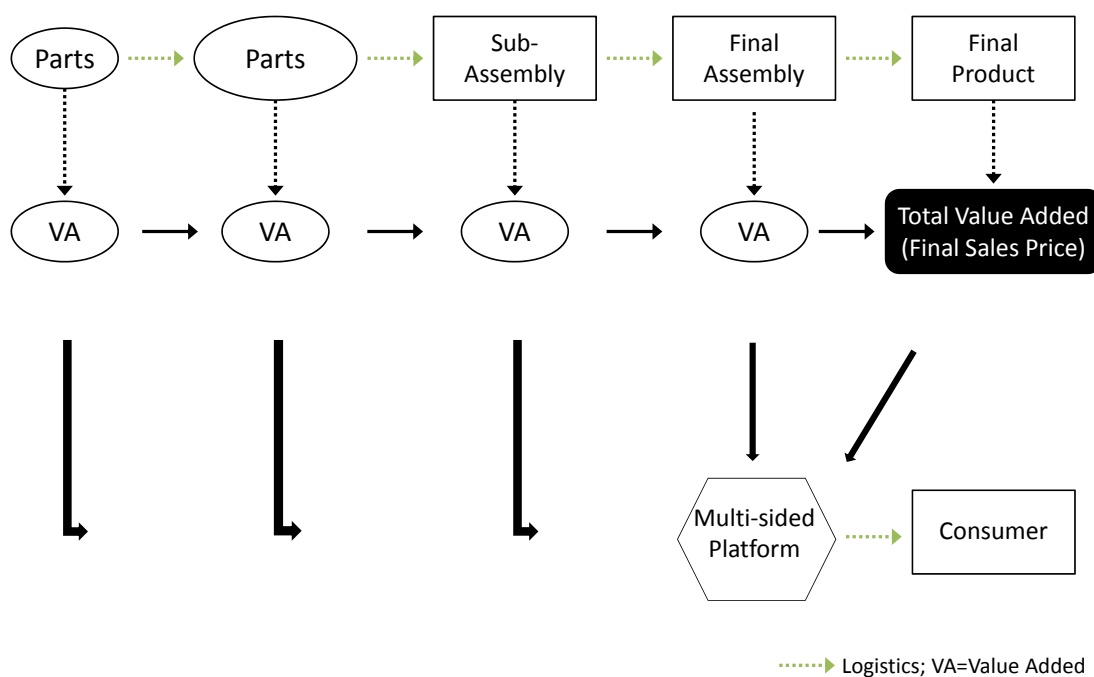 Parts
Parts
Sub-
Assembly
Final
Assembly
Final
Product
VA
VA
VA
VA
Total Value Added
(Final Sales Price)
Multi-sided
Platform
Consumer
Logistics; VA=Value Added